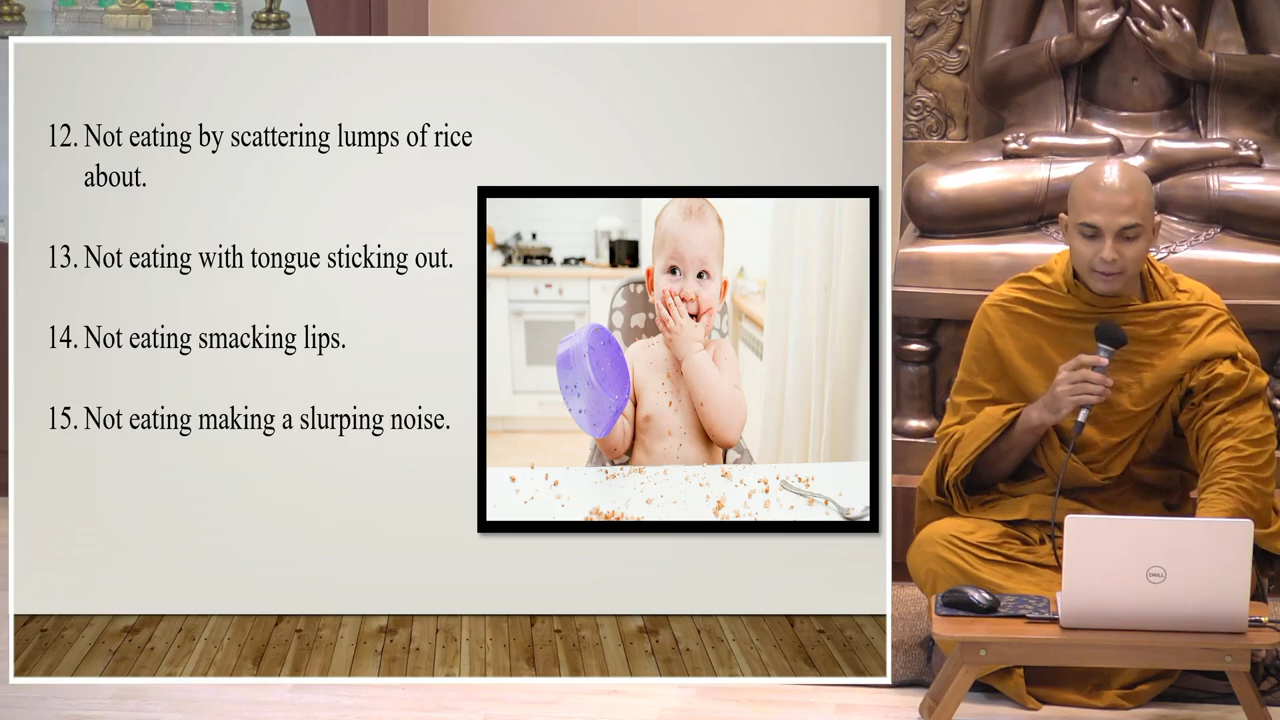 12. Not eating by scattering lumps of rice
about.
13. Not eating with tongue sticking out.
14. Not eating smacking lips.
15. Not eating making a slurping noise.
DELL